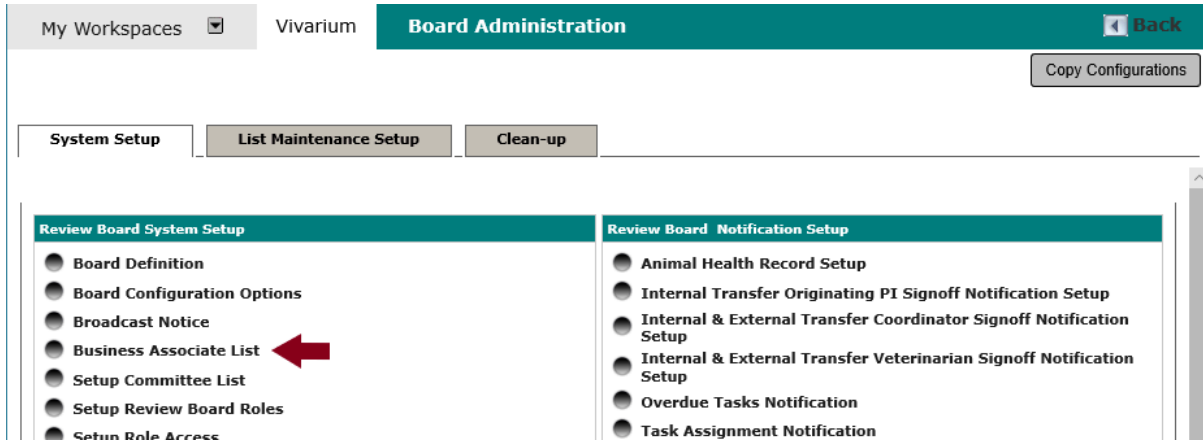 My Workspaces Vivarium Board Administration Back
Copy Configurations
System Setup List Maintenance Setup Clean-up
Review Board System Setup
Board Definition
Board Configuration Options
Broadcast Notice
Business Associate List
Setup Committee List
Setup Review Board Roles
Setup Role Access
Review Board Notification Setup
Animal Health Record Setup
Internal Transfer Originating PI Signoff Notification Setup
Internal & External Transfer Coordinator Signoff Notification
Setup
Internal & External Transfer Veterinarian Signoff Notification
Setup
Overdue Tasks Notification
Task Assignment Notification